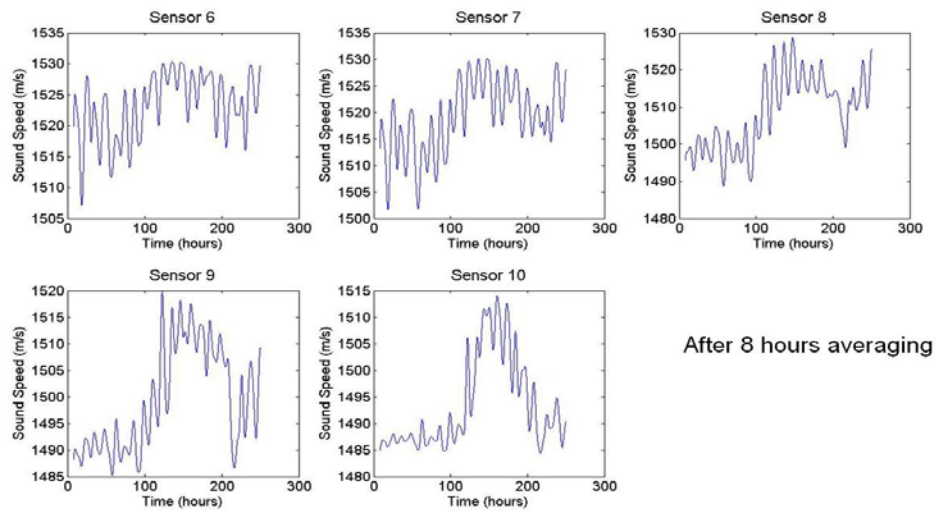 Sensor 6
1535
1530
1525
1520
1515
1510
1505
0 100 200 300
Sound Speed (m/s)
Time (hours)
Sensor 7
1535
1530
1525
1520
1515
1510
1505
1500
0 100 200 300
Sound Speed (m/s)
Time (hours)
Sensor 8
1530
1520
1510
1500
1490
1480
0 100 200 300
Sound Speed (m/s)
Time (hours)
Sensor 9
1520
1515
1510
1505
1500
1495
1490
1485
0 100 200 300
Sound Speed (m/s)
Time (hours)
Sensor 10
1515
1510
1505
1500
1495
1490
1485
1480
0 100 200 300
Sound Speed (m/s)
Time (hours)
After 8 hours averaging